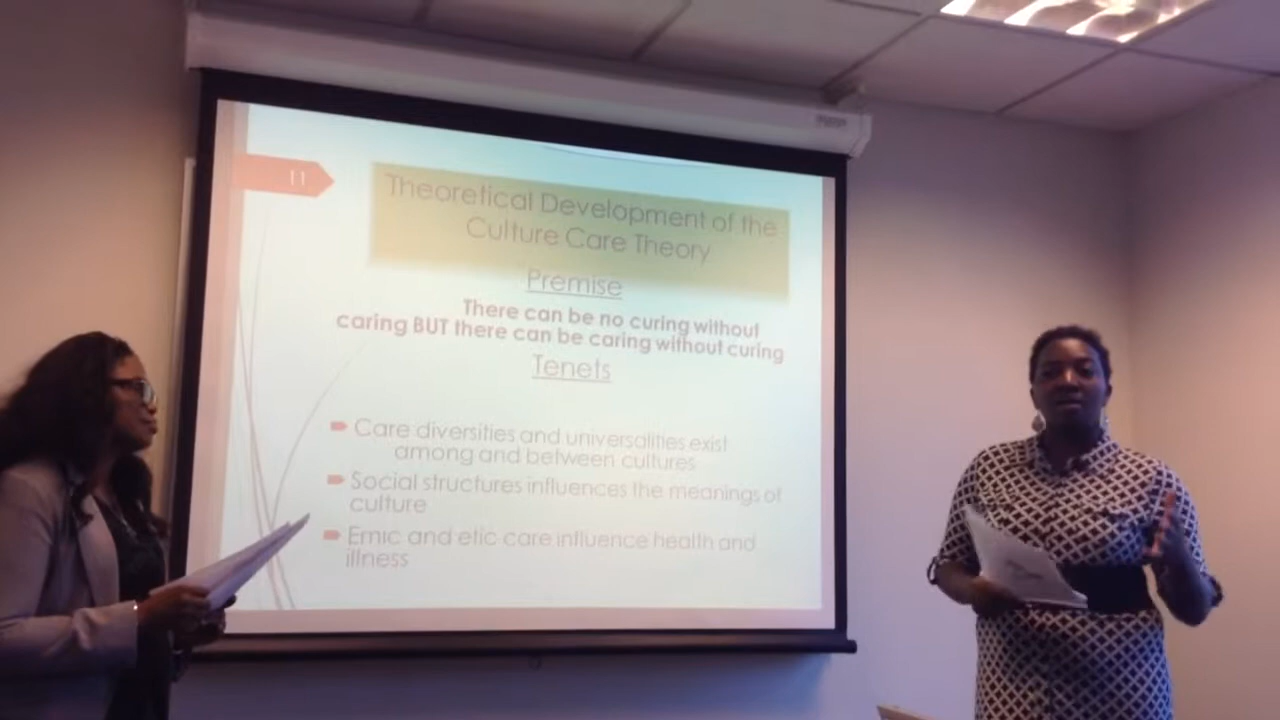 11
Theoretical Development of the
Culture Care Theory
Premise
There can be no curing without
caring BUT there can be caring without curing
Tenets
Care diversities and universalities exist
among and between cultures
Social structures influences the meanings of
culture
Emic and etic care influence health and
illness